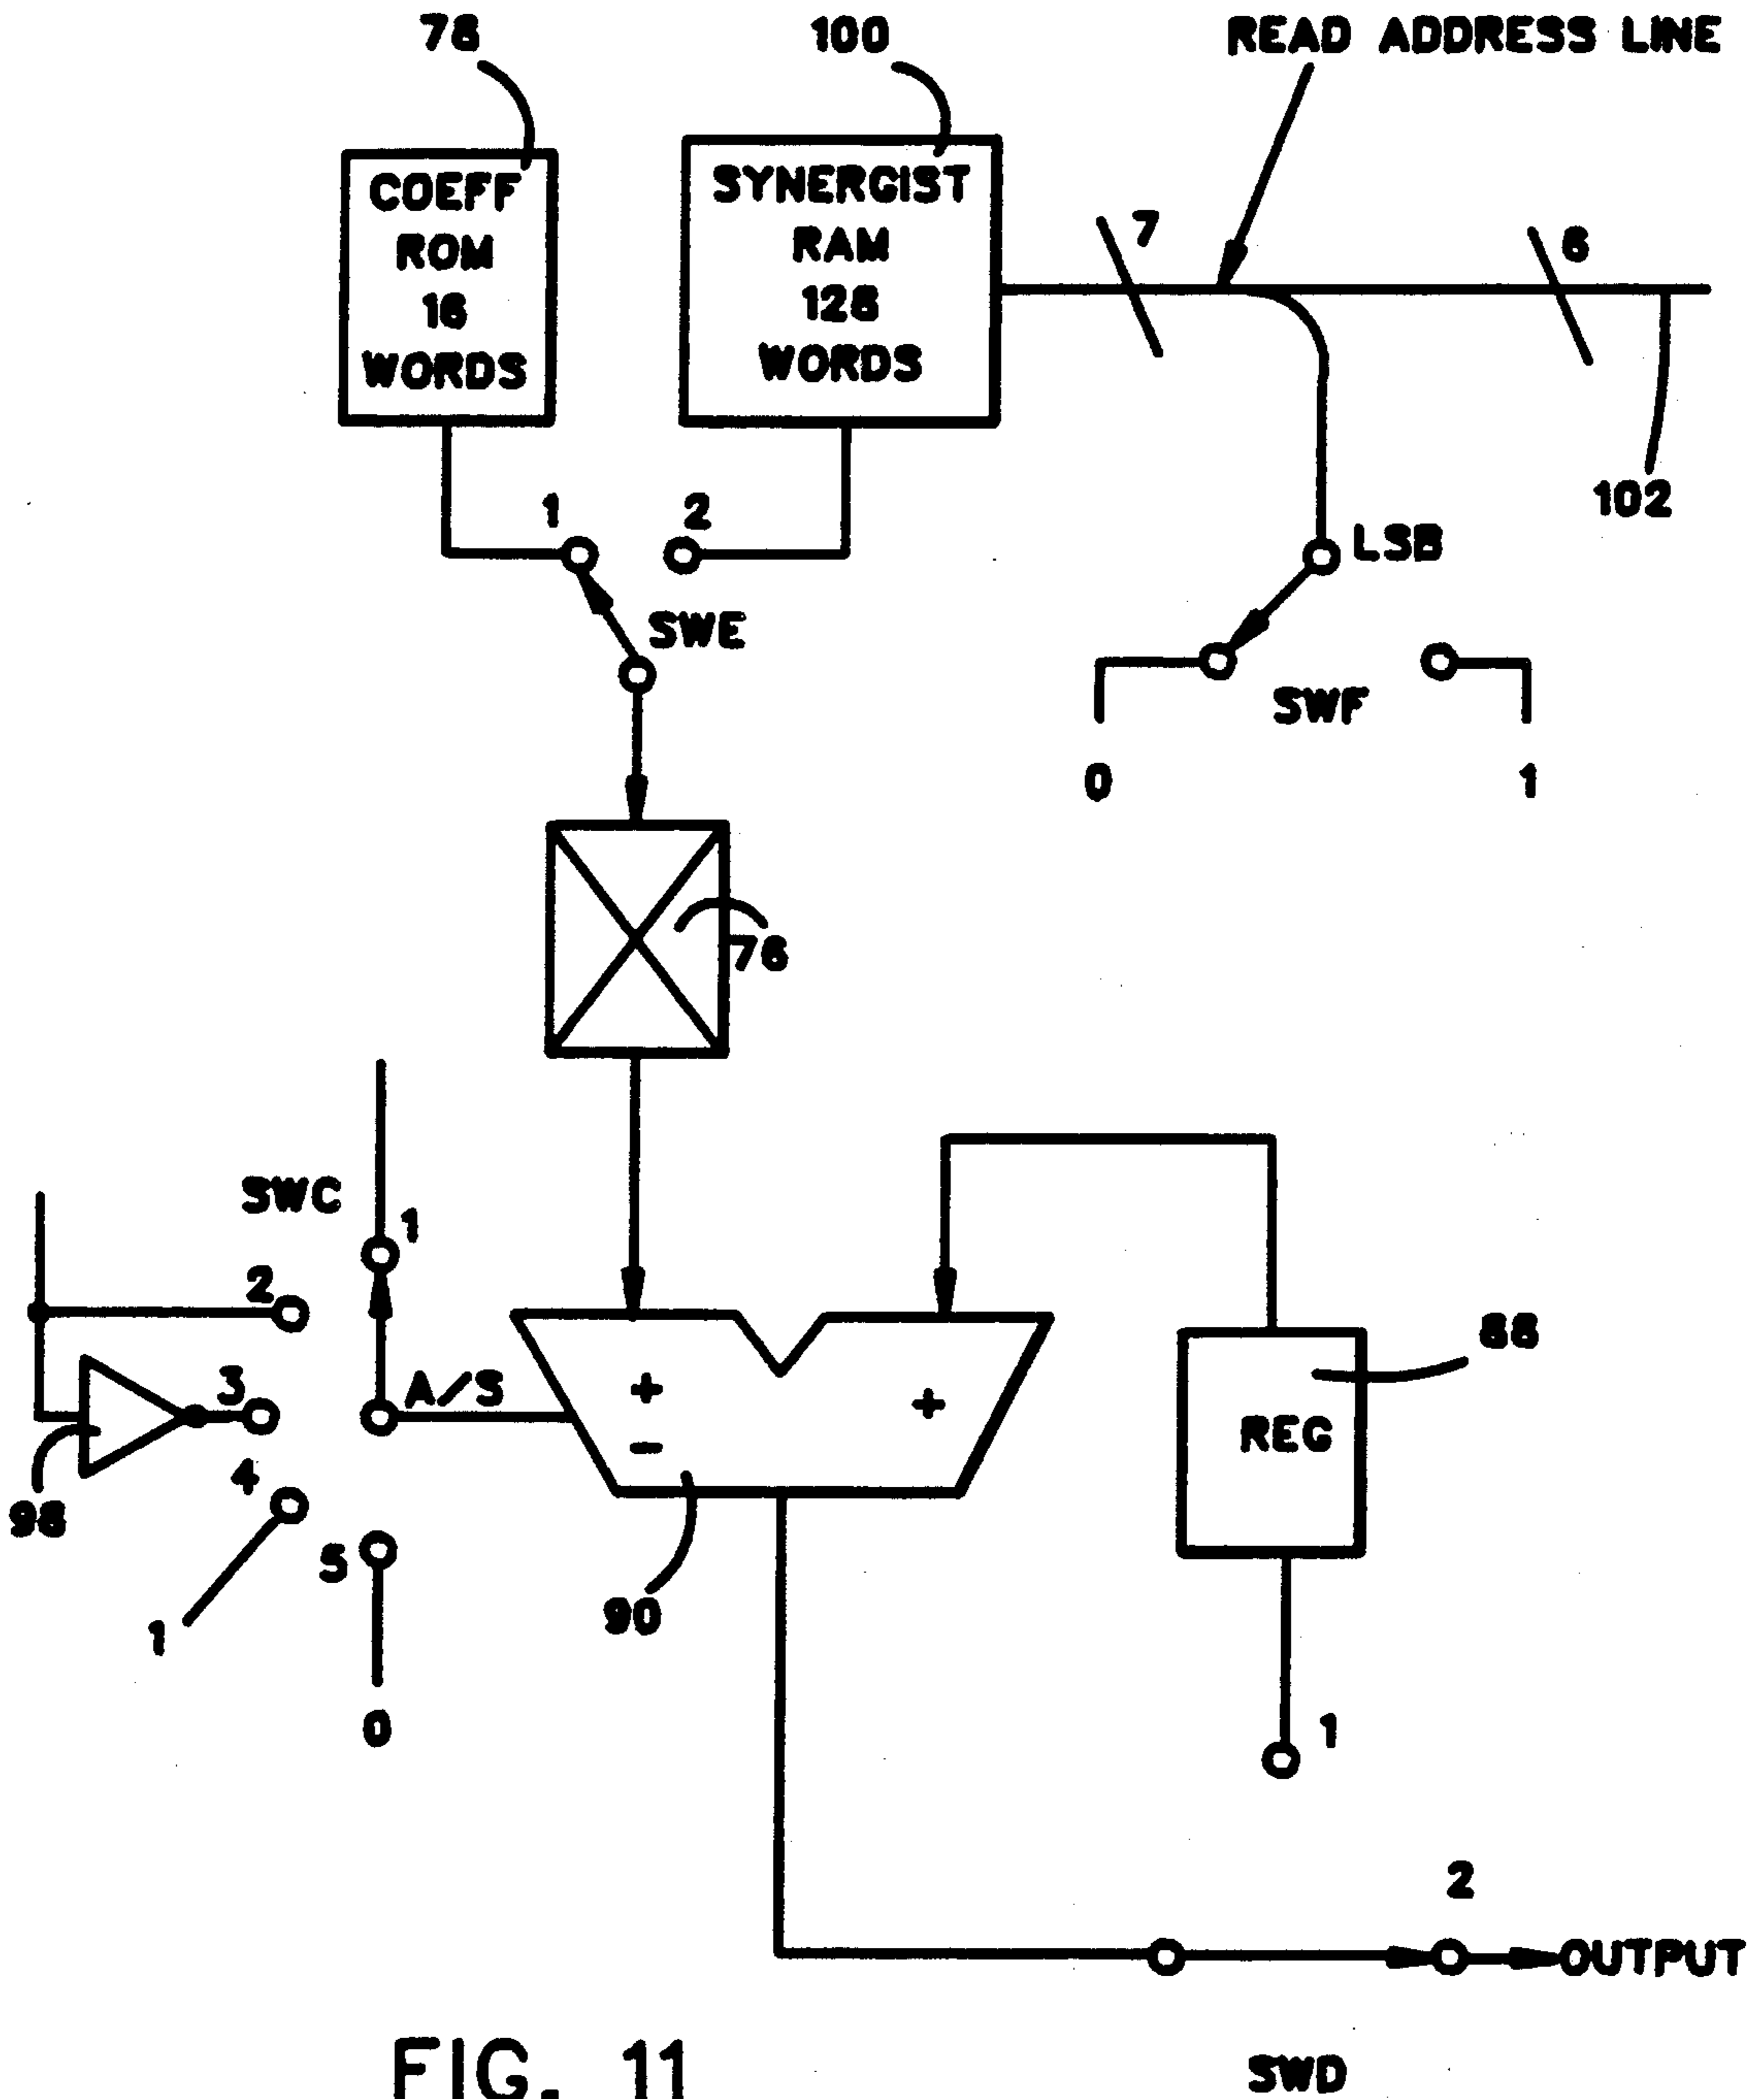 78
100
READ ADDRESS LINE
COEFF
ROM
16
WORDS
SYNERGIST
RAM
128
WORDS
7
6
102
1
2
SWE
LSB
SWF
0
1
76
SWC
1
2
3
4
5
A/S
98
1
0
+
−
+
90
REG
88
1
2
OUTPUT
SWD
FIG. 11